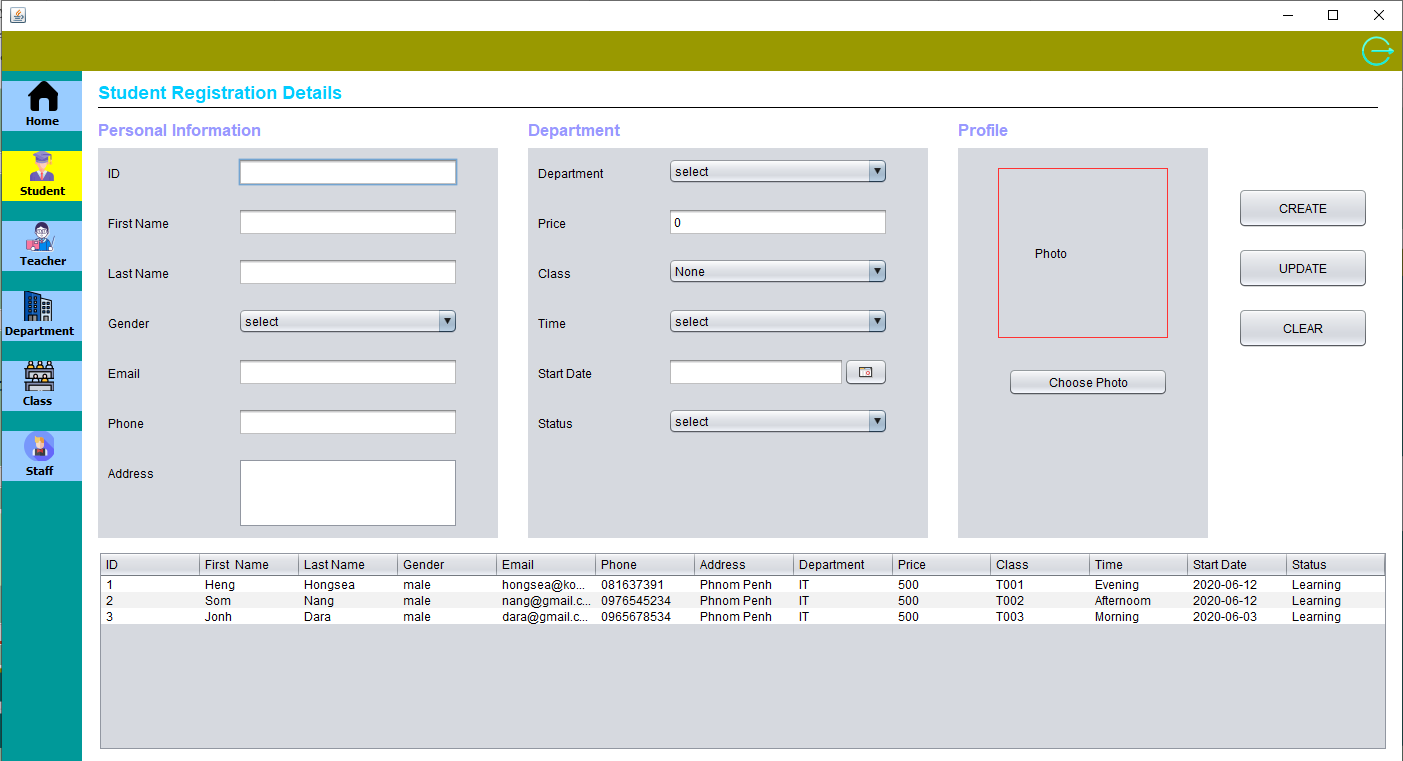 Student Registration Details
Home
Student
Teacher
Department
Class
Staff
Personal Information
ID
First Name
Last Name
Gender select
Email
Phone
Address
Department
Department select
Price 0
Class None
Time select
Start Date
Status select
Profile
Photo
Choose Photo
CREATE
UPDATE
CLEAR
ID First Name Last Name Gender Email Phone Address Department Price Class Time Start Date Status
1 Heng Hongsea male hongsea@ko... 081637391 Phnom Penh IT 500 T001 Evening 2020-06-12 Learning
2 Som Nang male nang@gmail.c... 0976545234 Phnom Penh IT 500 T002 Afternoom 2020-06-12 Learning
3 Jonh Dara male dara@gmail.c... 0965678534 Phnom Penh IT 500 T003 Morning 2020-06-03 Learning